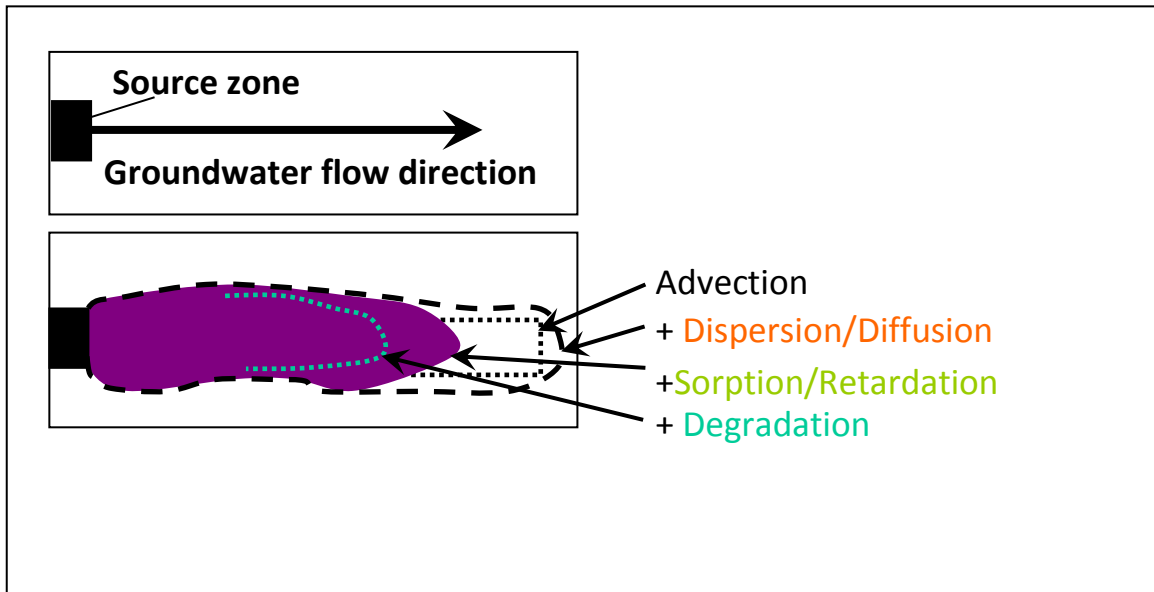 Source zone
Groundwater flow direction
Advection
+ Dispersion/Diffusion
+Sorption/Retardation
+ Degradation